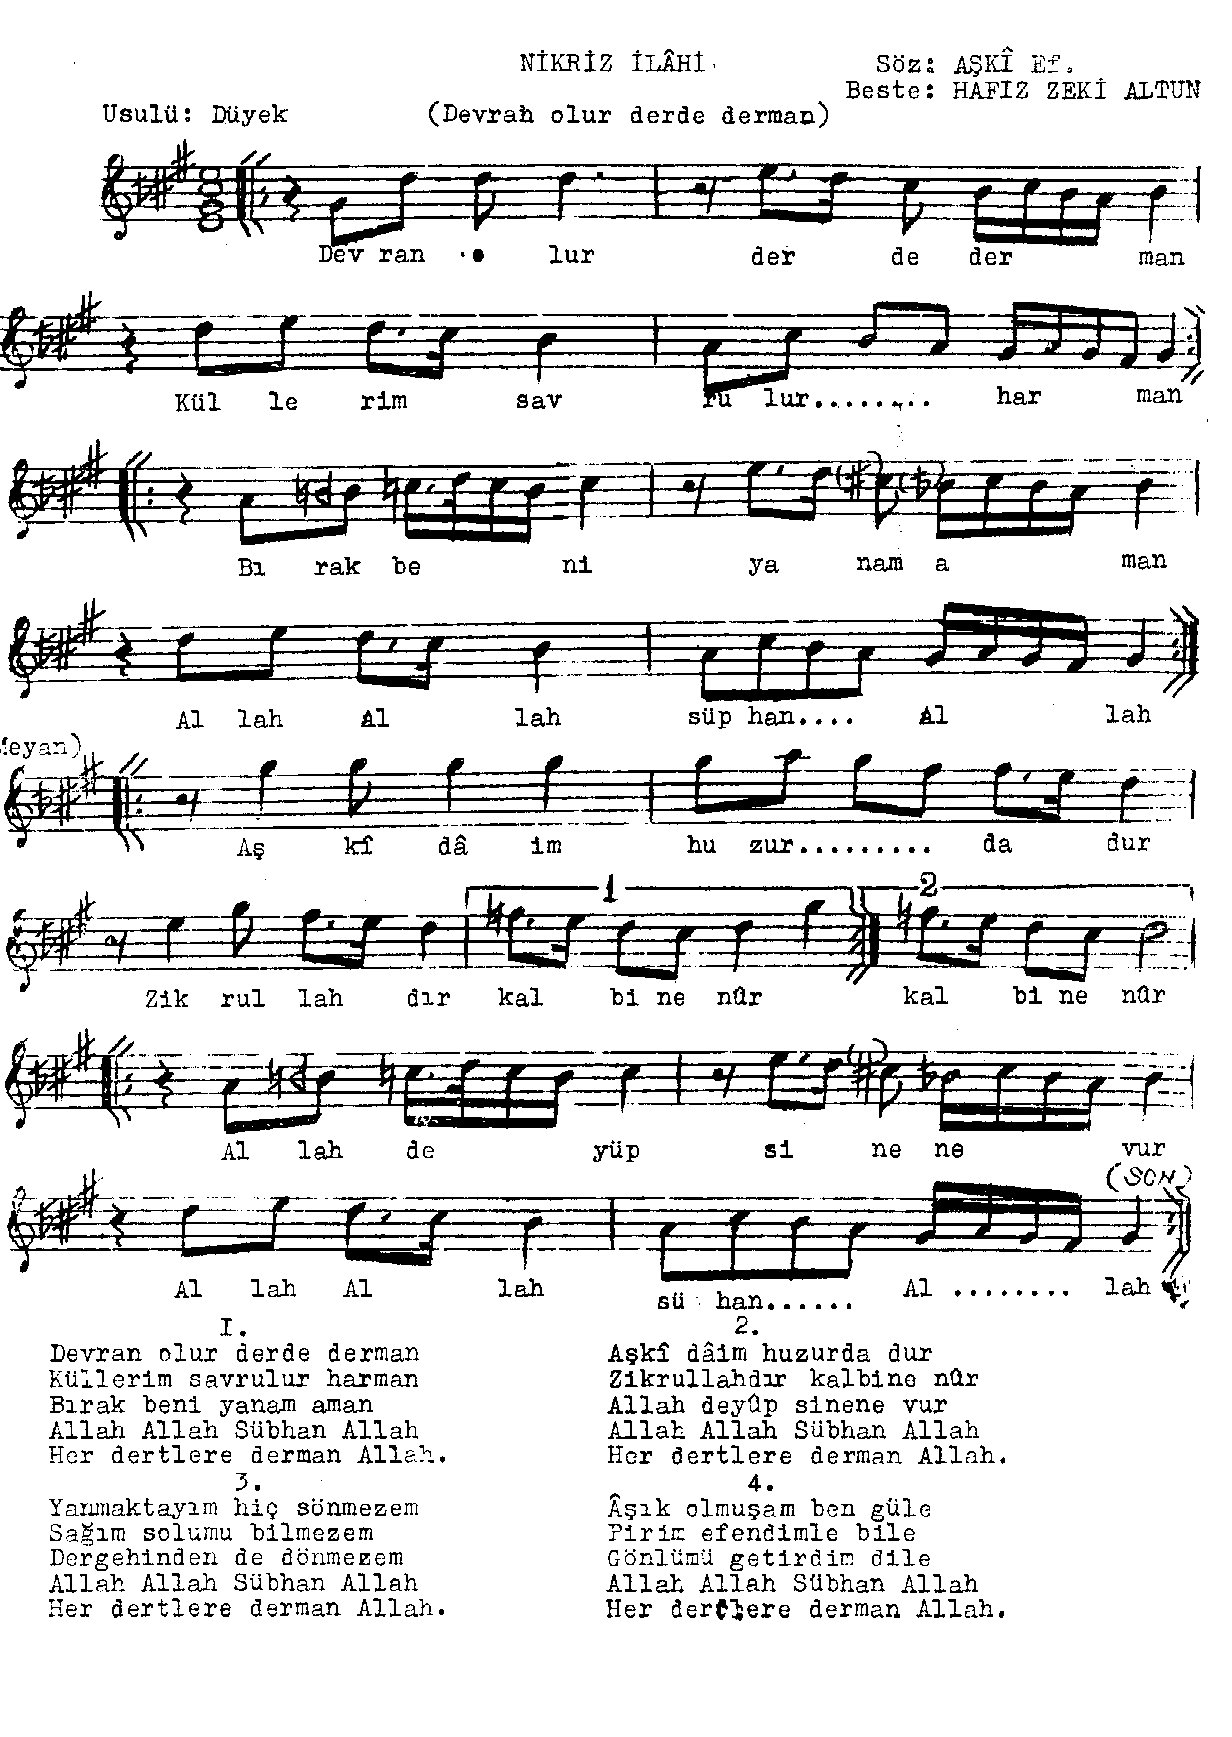 NİKRİZ İLÂHİ
Söz: AŞKÎ Ef.
Beste: HAFIZ ZEKİ ALTUN
Usulü: Düyek
(Devrah olur derde derman)
Dev ran o lur der de der man
Kül le rim sav ru lur........ har man
Bı rak be ni ya nam a man
Al lah Al lah süp han.... Al lah
Meyan)
Aş kî dâ im hu zur......... da dur
1 2
Zik rul lah dır kal bi ne nûr kal bi ne nûr
Al lah de yüp si ne ne vur
(SON)
Al lah Al lah sü han...... Al ........ lah
I.
Devran olur derde derman
Küllerim savrulur harman
Bırak beni yanam aman
Allah Allah Sübhan Allah
Her dertlere derman Allah.
2.
Aşkî dâim huzurda dur
Zikrullahdır kalbine nûr
Allah deyûp sinene vur
Allah Allah Sübhan Allah
Her dertlere derman Allah.
3.
Yanmaktayım hiç sönmezem
Sağım solumu bilmezem
Dergehinden de dönmezem
Allah Allah Sübhan Allah
Her dertlere derman Allah.
4.
Âşık olmuşam ben güle
Pirim efendimle bile
Gönlümü getirdim dile
Allah Allah Sübhan Allah
Her dertlere derman Allah.